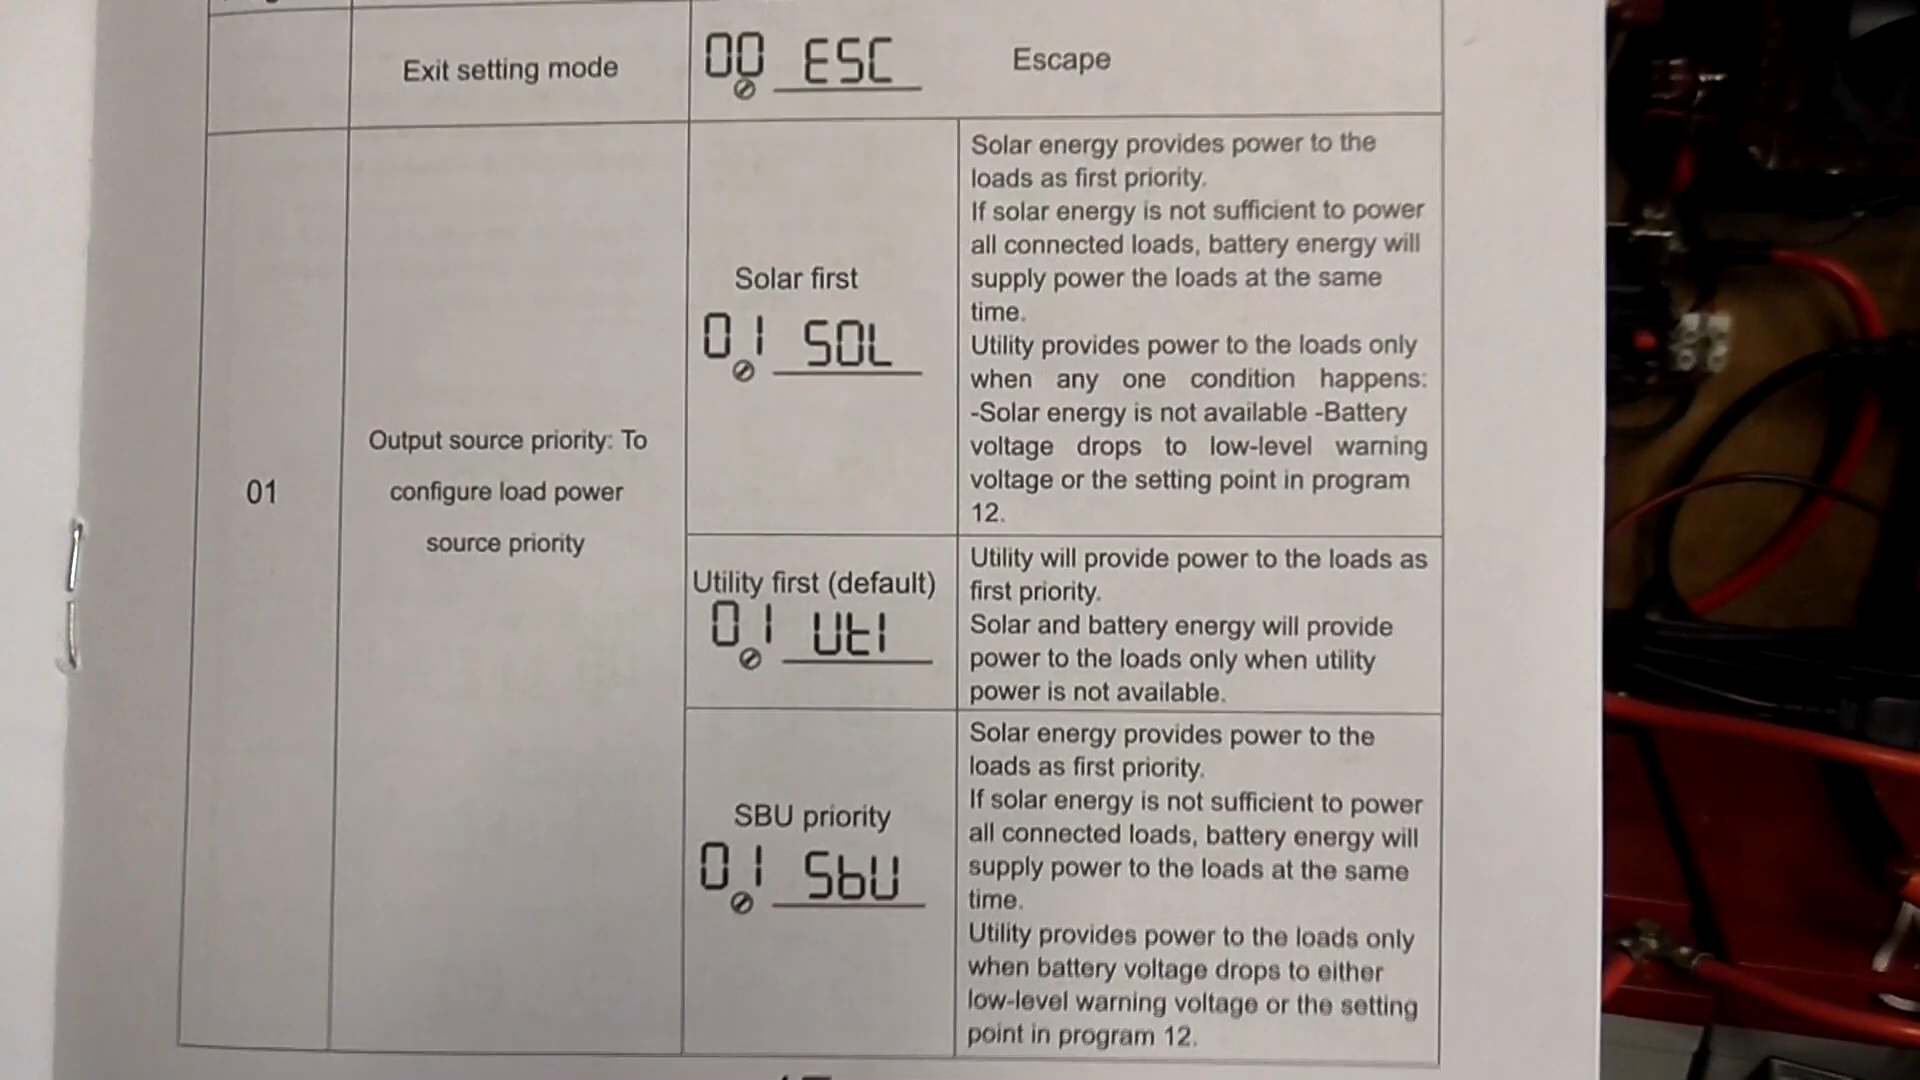 Exit setting mode
00 ESC
Escape
01
Output source priority: To
configure load power
source priority
Solar first
01 SOL
Solar energy provides power to the
loads as first priority.
If solar energy is not sufficient to power
all connected loads, battery energy will
supply power the loads at the same
time.
Utility provides power to the loads only
when any one condition happens:
-Solar energy is not available -Battery
voltage drops to low-level warning
voltage or the setting point in program
12.
Utility first (default)
01 UtI
Utility will provide power to the loads as
first priority.
Solar and battery energy will provide
power to the loads only when utility
power is not available.
SBU priority
01 SbU
Solar energy provides power to the
loads as first priority.
If solar energy is not sufficient to power
all connected loads, battery energy will
supply power to the loads at the same
time.
Utility provides power to the loads only
when battery voltage drops to either
low-level warning voltage or the setting
point in program 12.